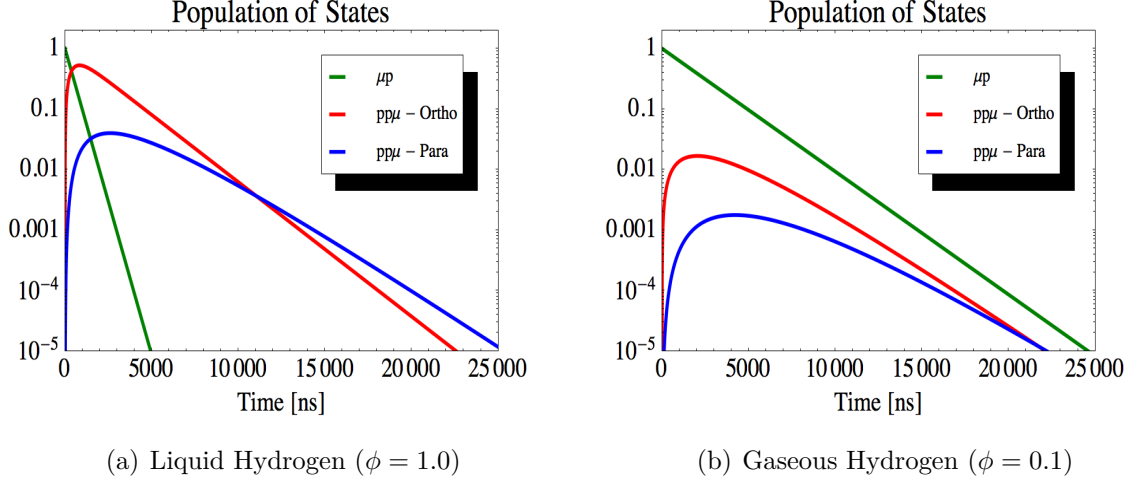 Population of States
1
0.1
0.01
0.001
10−4
10−5
0
5000
10 000
15 000
20 000
25 000
Time [ns]
μp
ppμ − Ortho
ppμ − Para
(a) Liquid Hydrogen (ϕ = 1.0)
Population of States
1
0.1
0.01
0.001
10−4
10−5
0
5000
10 000
15 000
20 000
25 000
Time [ns]
μp
ppμ − Ortho
ppμ − Para
(b) Gaseous Hydrogen (ϕ = 0.1)